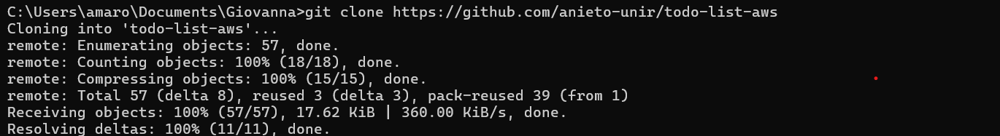 C:\Users\amaro\Documents\Giovanna>git clone https://github.com/anieto-unir/todo-list-aws
Cloning into 'todo-list-aws'...
remote: Enumerating objects: 57, done.
remote: Counting objects: 100% (18/18), done.
remote: Compressing objects: 100% (15/15), done.
remote: Total 57 (delta 8), reused 3 (delta 3), pack-reused 39 (from 1)
Receiving objects: 100% (57/57), 17.62 KiB | 360.00 KiB/s, done.
Resolving deltas: 100% (11/11), done.